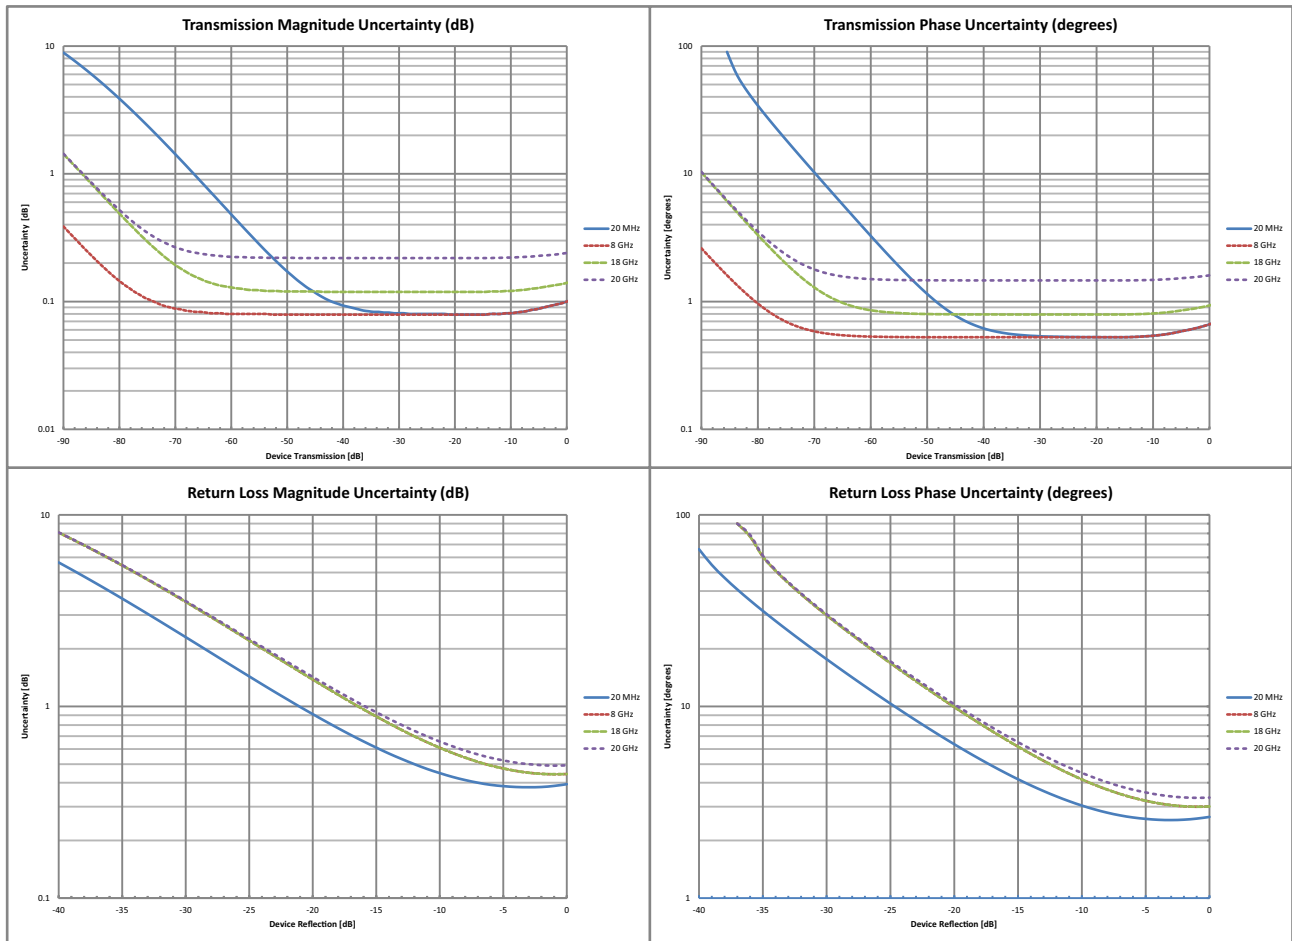 Transmission Magnitude Uncertainty (dB)
10
1
0.1
0.01
Uncertainty [dB]
-90 -80 -70 -60 -50 -40 -30 -20 -10 0
Device Transmission [dB]
20 MHz
8 GHz
18 GHz
20 GHz
Transmission Phase Uncertainty (degrees)
100
10
1
0.1
Uncertainty [degrees]
-90 -80 -70 -60 -50 -40 -30 -20 -10 0
Device Transmission [dB]
20 MHz
8 GHz
18 GHz
20 GHz
Return Loss Magnitude Uncertainty (dB)
10
1
0.1
Uncertainty [dB]
-40 -35 -30 -25 -20 -15 -10 -5 0
Device Reflection [dB]
20 MHz
8 GHz
18 GHz
20 GHz
Return Loss Phase Uncertainty (degrees)
100
10
1
Uncertainty [degrees]
-40 -35 -30 -25 -20 -15 -10 -5 0
Device Reflection [dB]
20 MHz
8 GHz
18 GHz
20 GHz